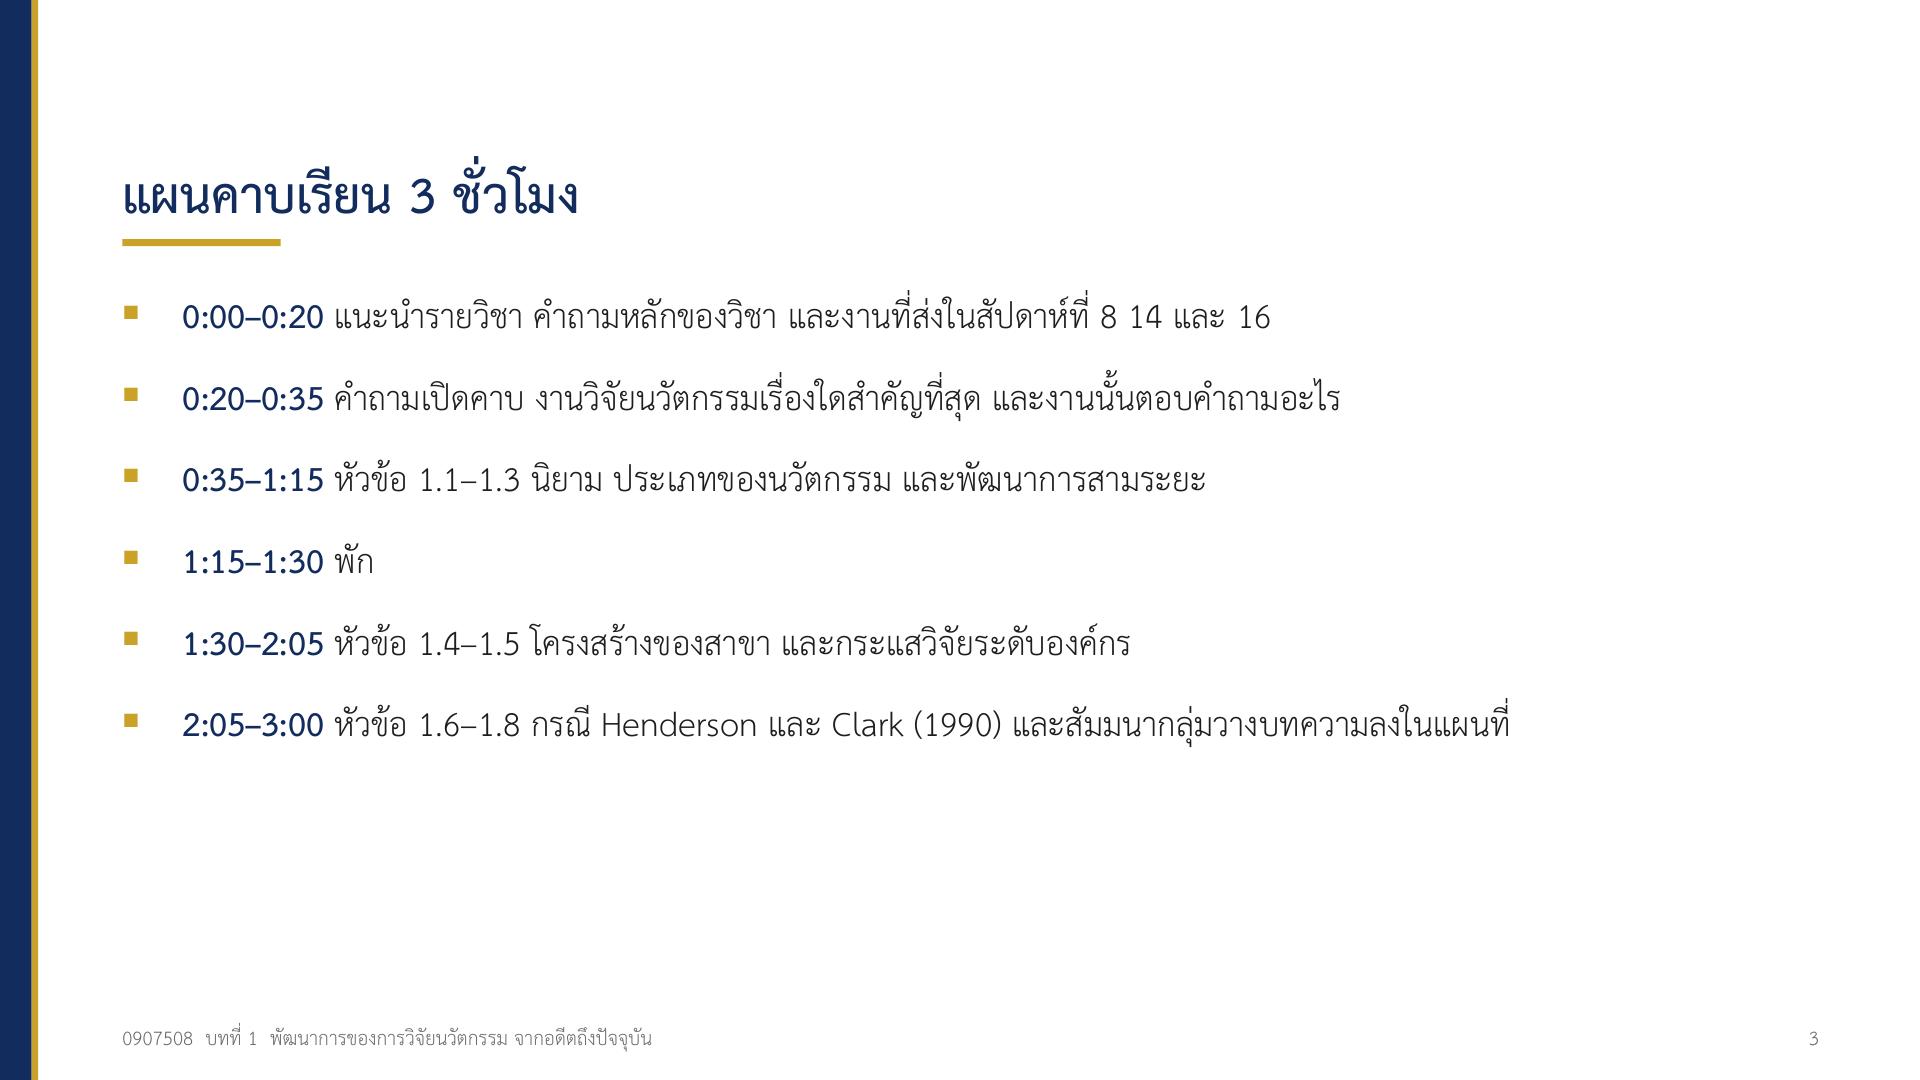 แผนคาบเรียน 3 ชั่วโมง
0:00–0:20 แนะนำรายวิชา คำถามหลักของวิชา และงานที่ส่งในสัปดาห์ที่ 8 14 และ 16
0:20–0:35 คำถามเปิดคาบ งานวิจัยนวัตกรรมเรื่องใดสำคัญที่สุด และงานนั้นตอบคำถามอะไร
0:35–1:15 หัวข้อ 1.1–1.3 นิยาม ประเภทของนวัตกรรม และพัฒนาการสามระยะ
1:15–1:30 พัก
1:30–2:05 หัวข้อ 1.4–1.5 โครงสร้างของสาขา และกระแสวิจัยระดับองค์กร
2:05–3:00 หัวข้อ 1.6–1.8 กรณี Henderson และ Clark (1990) และสัมมนากลุ่มวางบทความลงในแผนที่
0907508 บทที่ 1 พัฒนาการของการวิจัยนวัตกรรม จากอดีตถึงปัจจุบัน
3